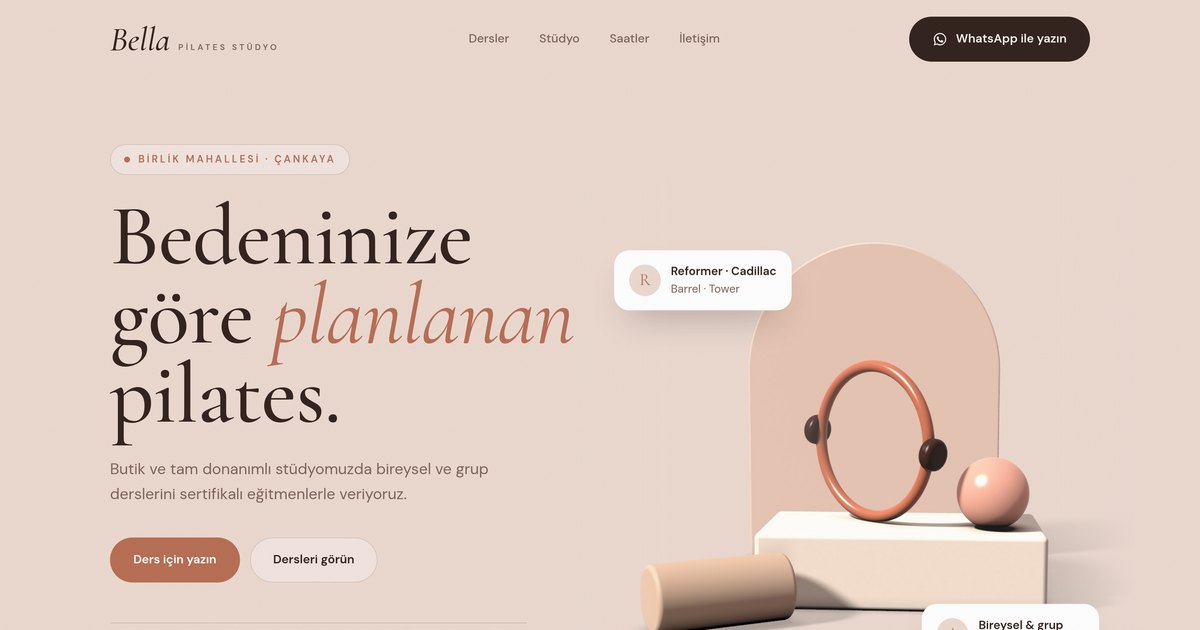 Bella PİLATES STÜDYO
Dersler
Stüdyo
Saatler
İletişim
WhatsApp ile yazın
BİRLİK MAHALLESİ · ÇANKAYA
Bedeninize
göre planlanan
pilates.
Butik ve tam donanımlı stüdyomuzda bireysel ve grup
derslerini sertifikalı eğitmenlerle veriyoruz.
Ders için yazın
Dersleri görün
R
Reformer · Cadillac
Barrel · Tower
Bireysel & grup